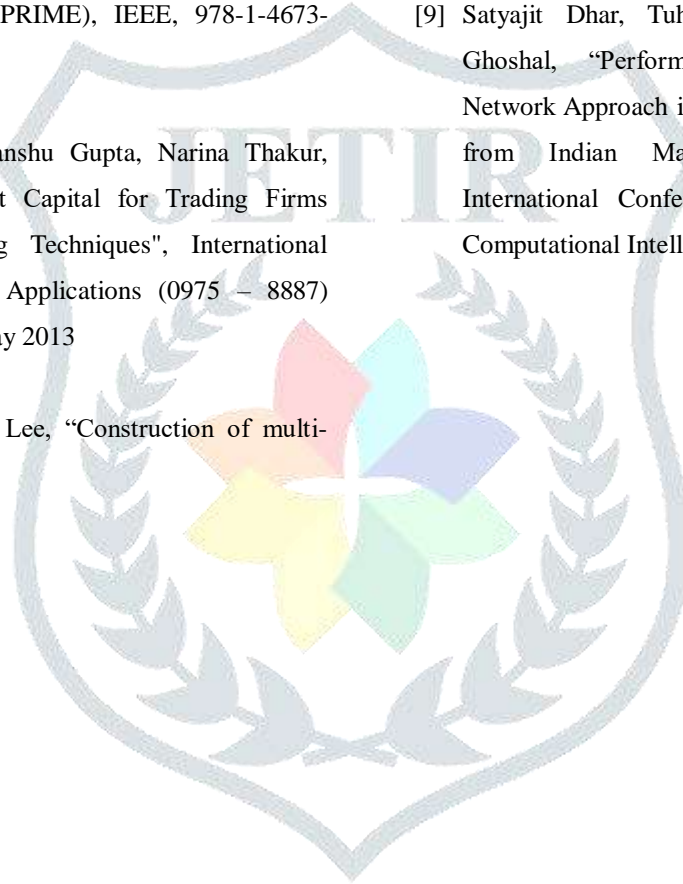 PRIME), IEEE, 978-1-4673-
anshu Gupta, Narina Thakur,
t Capital for Trading Firms
g Techniques", International
Applications (0975 – 8887)
ay 2013
Lee, “Construction of multi-
[9] Satyajit Dhar, Tuh
Ghoshal, “Perform
Network Approach i
from Indian Ma
International Confe
Computational Intell
JETIR